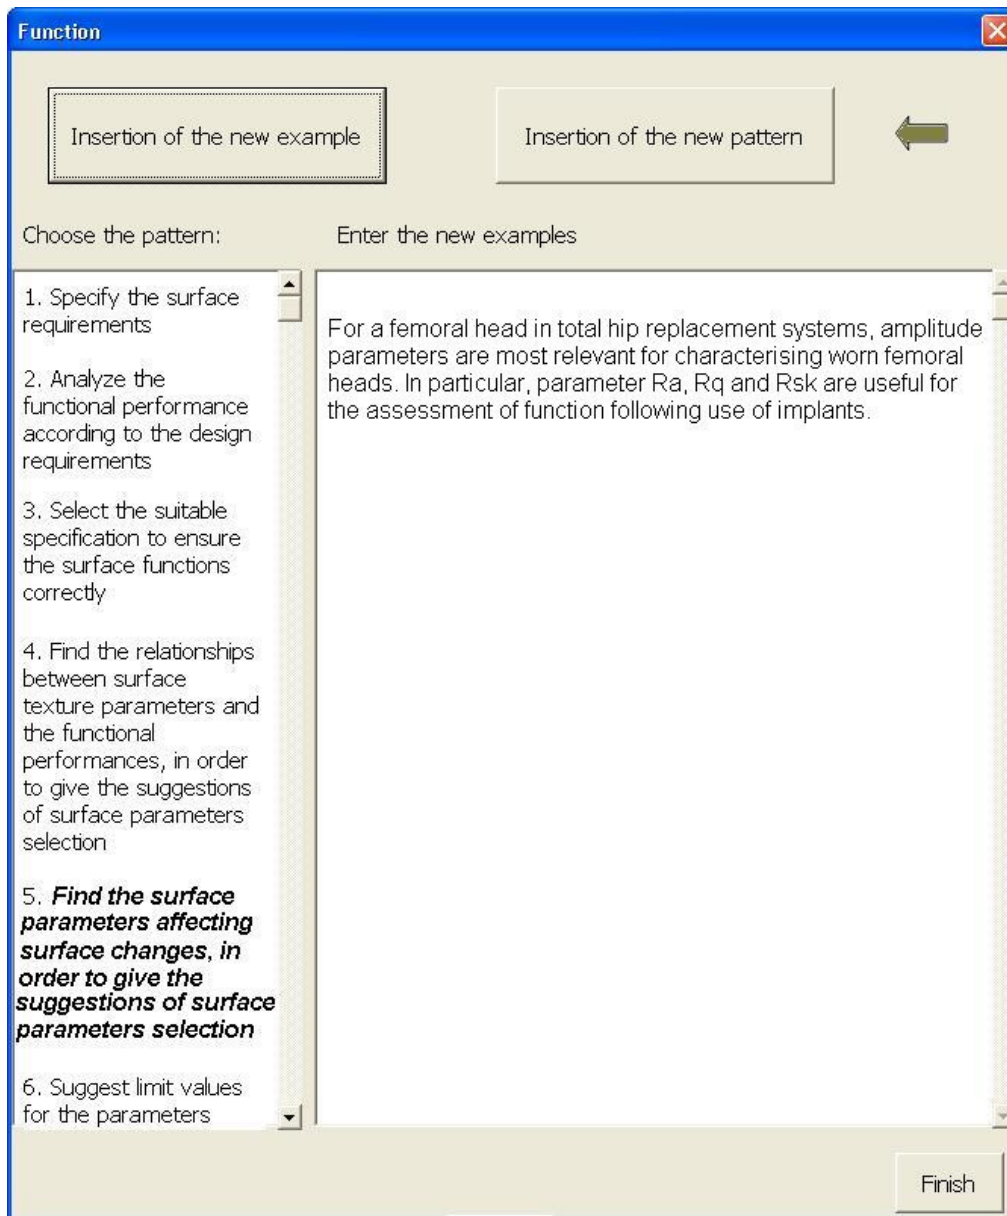 Function
Insertion of the new example
Insertion of the new pattern
Choose the pattern:
Enter the new examples
1. Specify the surface
requirements
2. Analyze the
functional performance
according to the design
requirements
3. Select the suitable
specification to ensure
the surface functions
correctly
4. Find the relationships
between surface
texture parameters and
the functional
performances, in order
to give the suggestions
of surface parameters
selection
5. Find the surface
parameters affecting
surface changes, in
order to give the
suggestions of surface
parameters selection
6. Suggest limit values
for the parameters
For a femoral head in total hip replacement systems, amplitude
parameters are most relevant for characterising worn femoral
heads. In particular, parameter Ra, Rq and Rsk are useful for
the assessment of function following use of implants.
Finish